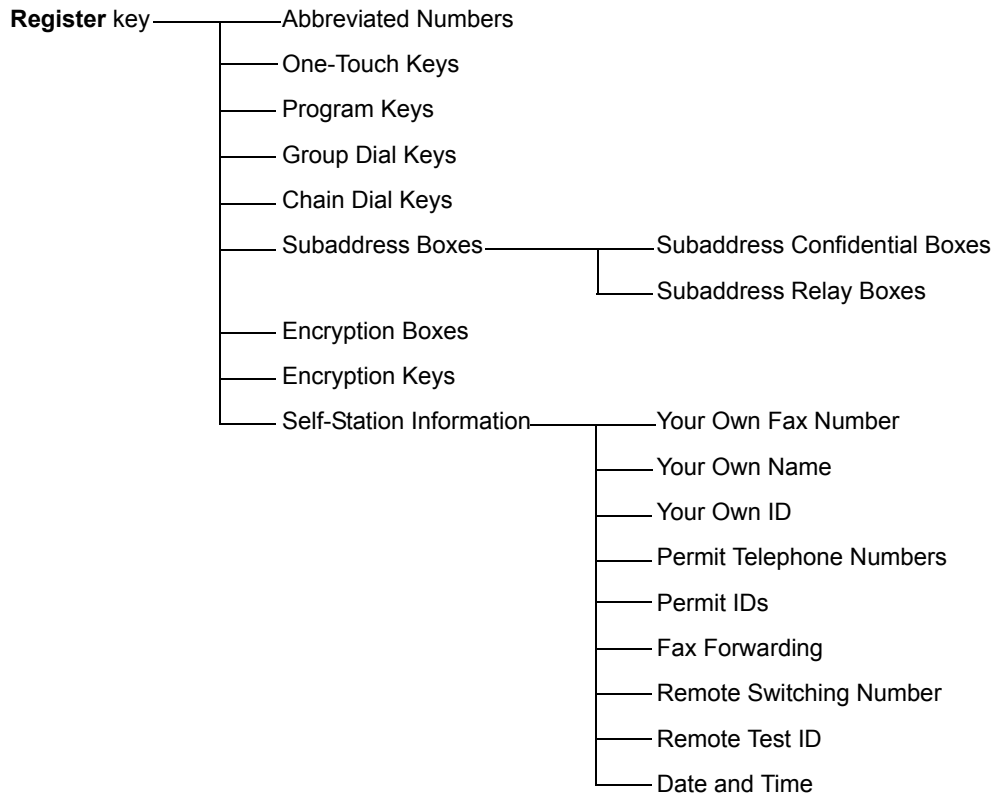 Register key Abbreviated Numbers
One-Touch Keys
Program Keys
Group Dial Keys
Chain Dial Keys
Subaddress Boxes Subaddress Confidential Boxes
Subaddress Relay Boxes
Encryption Boxes
Encryption Keys
Self-Station Information Your Own Fax Number
Your Own Name
Your Own ID
Permit Telephone Numbers
Permit IDs
Fax Forwarding
Remote Switching Number
Remote Test ID
Date and Time